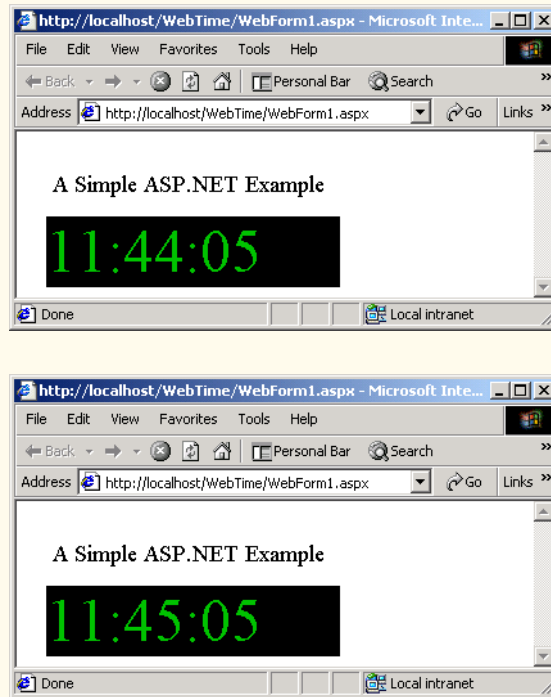 http://localhost/WebTime/WebForm1.aspx - Microsoft Inte...
File Edit View Favorites Tools Help
Back Personal Bar Search »
Address http://localhost/WebTime/WebForm1.aspx Go Links »
A Simple ASP.NET Example
11:44:05
Done Local intranet
http://localhost/WebTime/WebForm1.aspx - Microsoft Inte...
File Edit View Favorites Tools Help
Back Personal Bar Search »
Address http://localhost/WebTime/WebForm1.aspx Go Links »
A Simple ASP.NET Example
11:45:05
Done Local intranet